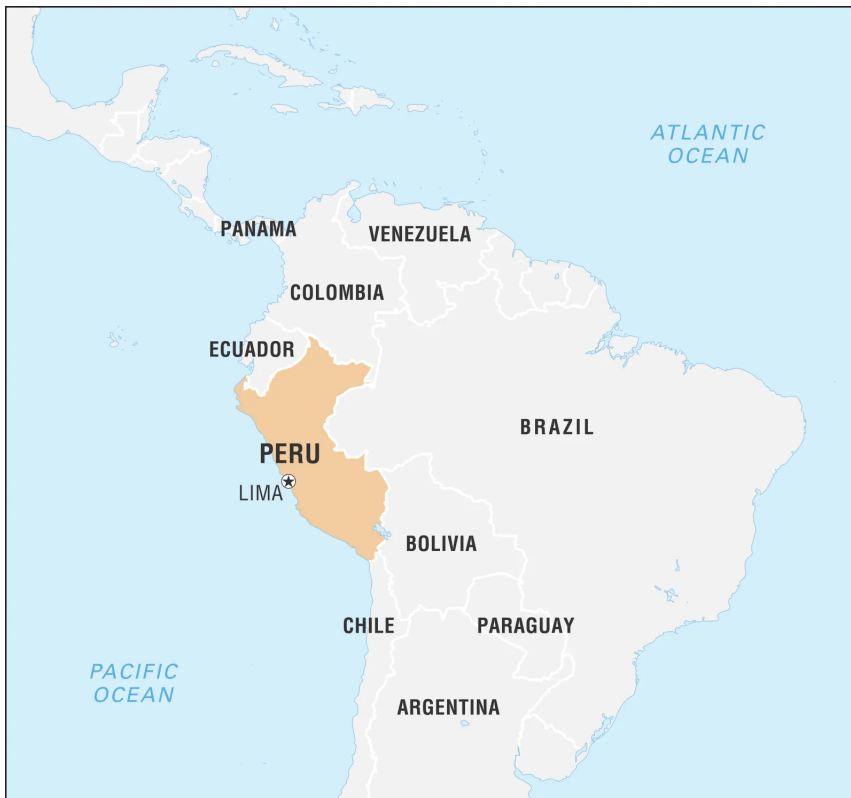 ATLANTIC
OCEAN
PANAMA
VENEZUELA
COLOMBIA
ECUADOR
BRAZIL
PERU
LIMA
BOLIVIA
CHILE
PARAGUAY
PACIFIC
OCEAN
ARGENTINA